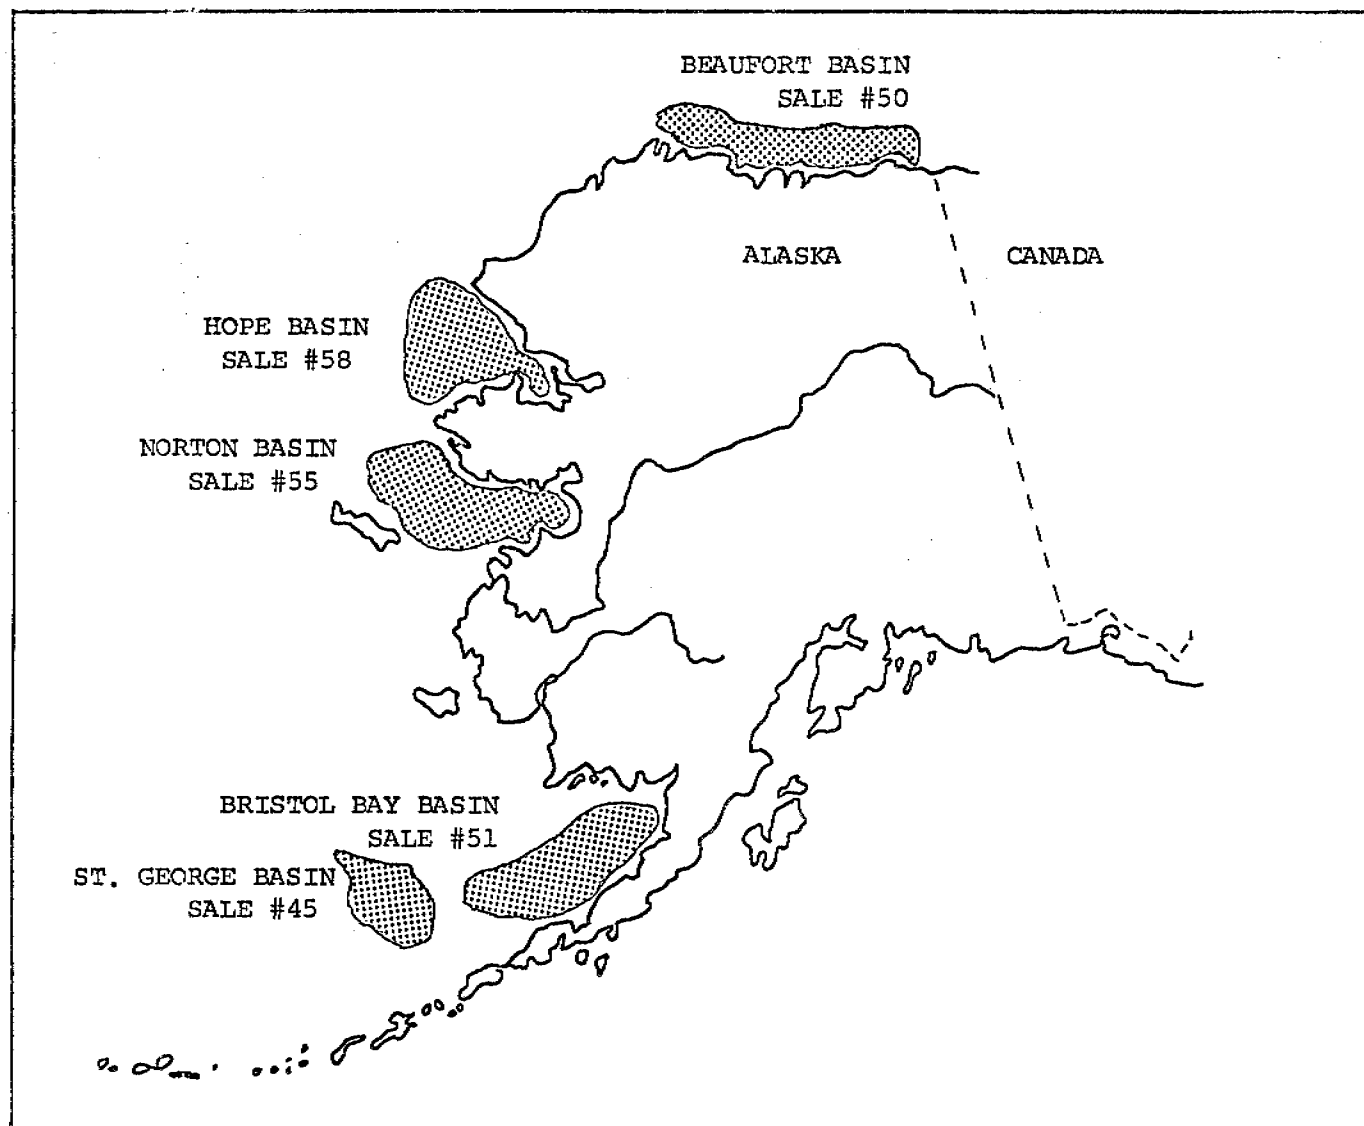 BEAUFORT BASIN
SALE #50
ALASKA
CANADA
HOPE BASIN
SALE #58
NORTON BASIN
SALE #55
BRISTOL BAY BASIN
SALE #51
ST. GEORGE BASIN
SALE #45